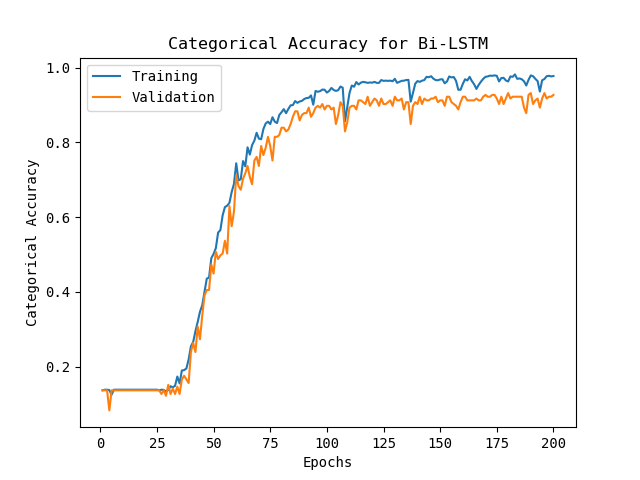 Categorical Accuracy for Bi-LSTM
Training
Validation
Categorical Accuracy
1.0
0.8
0.6
0.4
0.2
0 25 50 75 100 125 150 175 200
Epochs